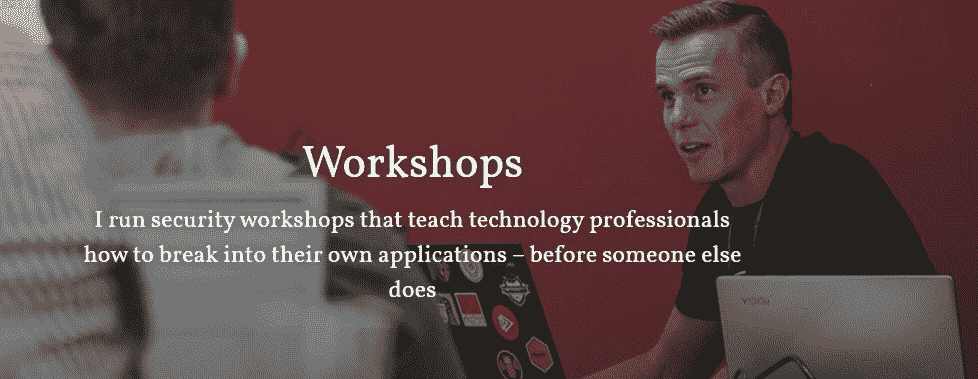 Workshops
I run security workshops that teach technology professionals
how to break into their own applications – before someone else
does
YOGA